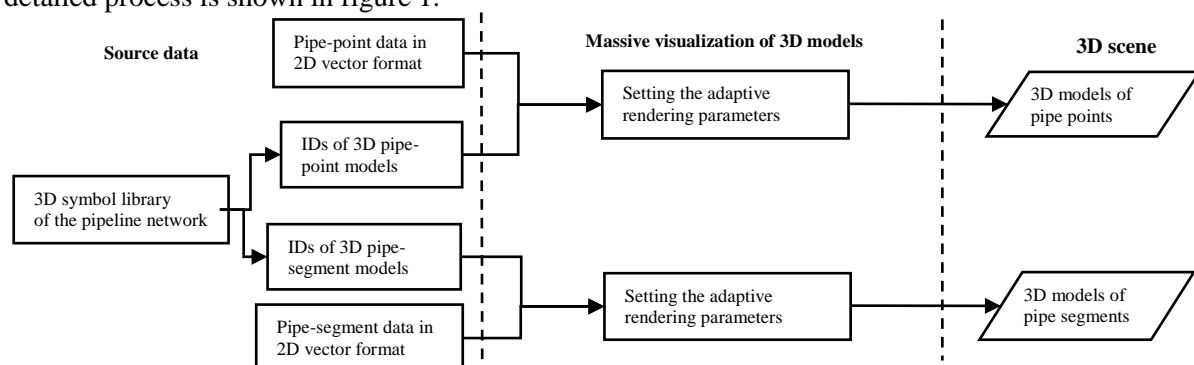 detailed process is shown in figure 1.
Source data
Massive visualization of 3D models
3D scene
Pipe-point data in
2D vector format
Setting the adaptive
rendering parameters
3D models of
pipe points
IDs of 3D pipe-
point models
3D symbol library
of the pipeline network
IDs of 3D pipe-
segment models
Setting the adaptive
rendering parameters
3D models of
pipe segments
Pipe-segment data in
2D vector format